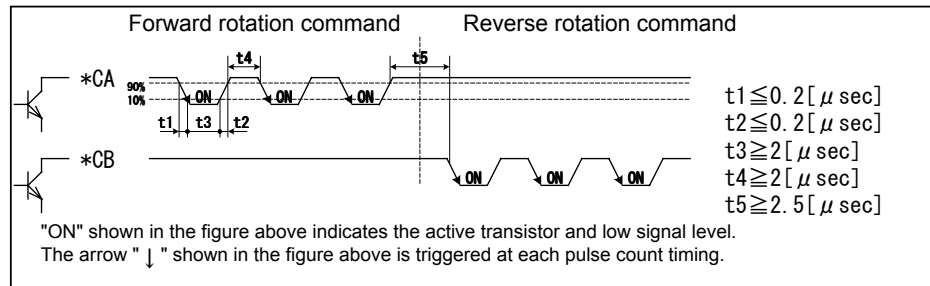 Forward rotation command Reverse rotation command
t4 t5
*CA
90%
10%
ON ON ON
t1 t3 t2
*CB
ON ON ON
t1≦0.2[μsec]
t2≦0.2[μsec]
t3≧2[μsec]
t4≧2[μsec]
t5≧2.5[μsec]
"ON" shown in the figure above indicates the active transistor and low signal level.
The arrow "↓" shown in the figure above is triggered at each pulse count timing.